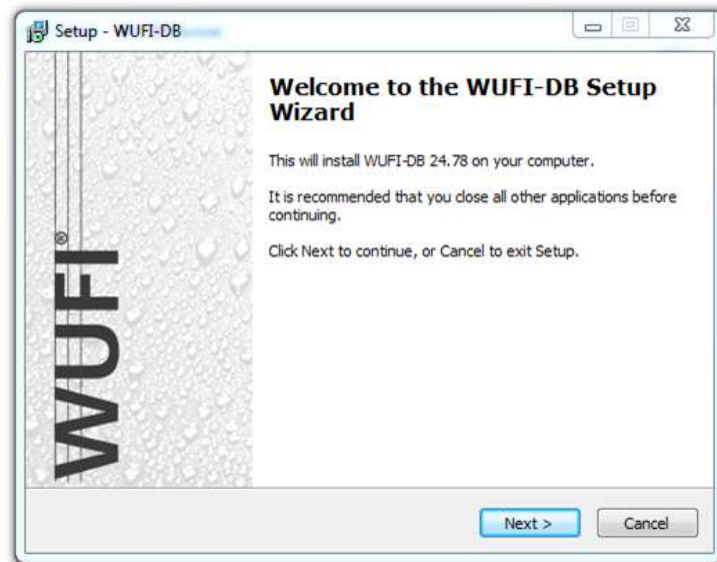 Setup - WUFI-DB
WUFI®
Welcome to the WUFI-DB Setup
Wizard
This will install WUFI-DB 24.78 on your computer.
It is recommended that you close all other applications before
continuing.
Click Next to continue, or Cancel to exit Setup.
Next >
Cancel